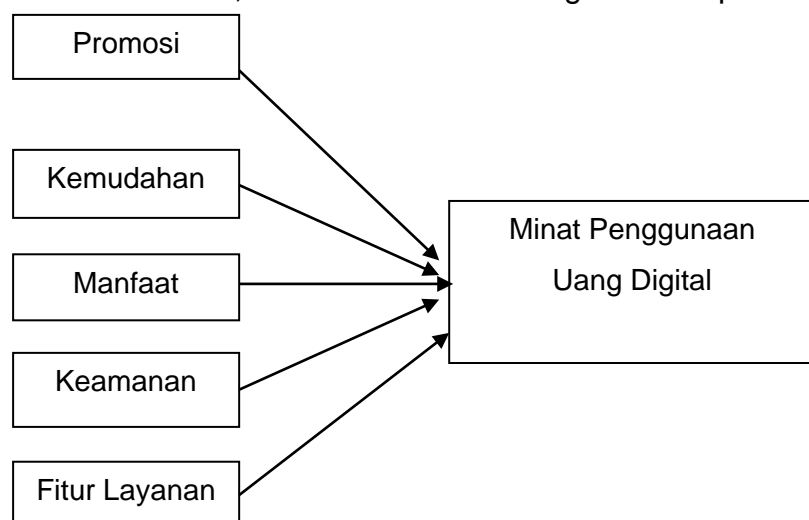 Promosi
Kemudahan
Manfaat
Keamanan
Fitur Layanan
Minat Penggunaan
Uang Digital